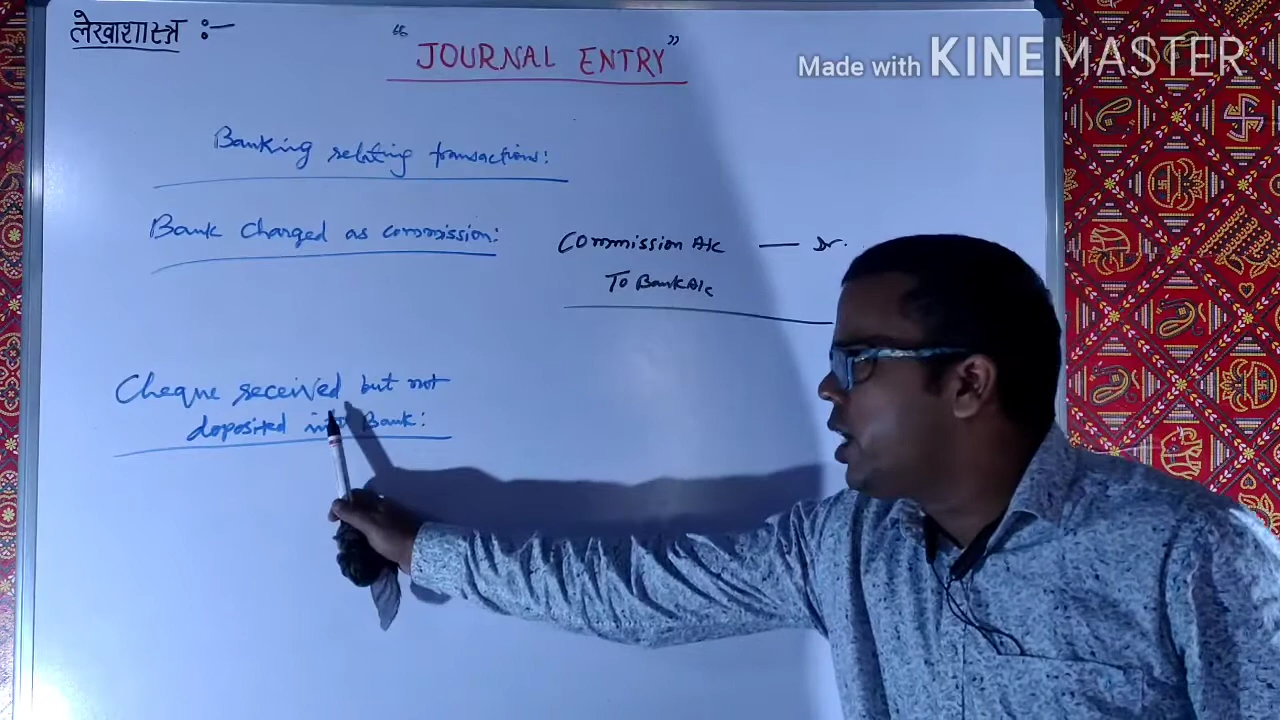 लेखाशास्त्र :-
"JOURNAL ENTRY"
Made with KINEMASTER
Banking relating transactions:
Bank charged as commission:
Commission A/c — Dr.
To Bank A/c
Cheque received but not
deposited into Bank: